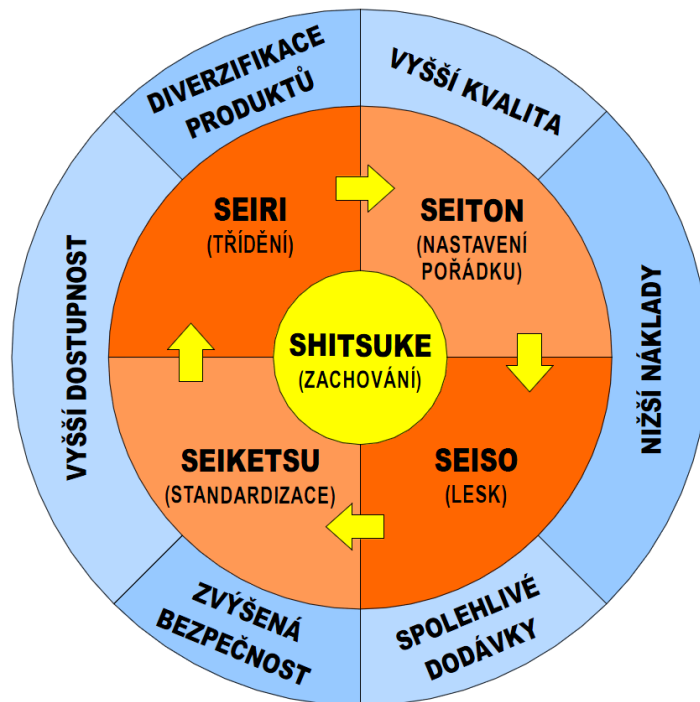 DIVERZIFIKACE
PRODUKTŮ
VYŠŠÍ KVALITA
NIŽŠÍ NÁKLADY
SPOLEHLIVÉ
DODÁVKY
ZVÝŠENÁ
BEZPEČNOST
VYŠŠÍ DOSTUPNOST
SEIRI
(TŘÍDĚNÍ)
SEITON
(NASTAVENÍ
POŘÁDKU)
SHITSUKE
(ZACHOVÁNÍ)
SEIKETSU
(STANDARDIZACE)
SEISO
(LESK)